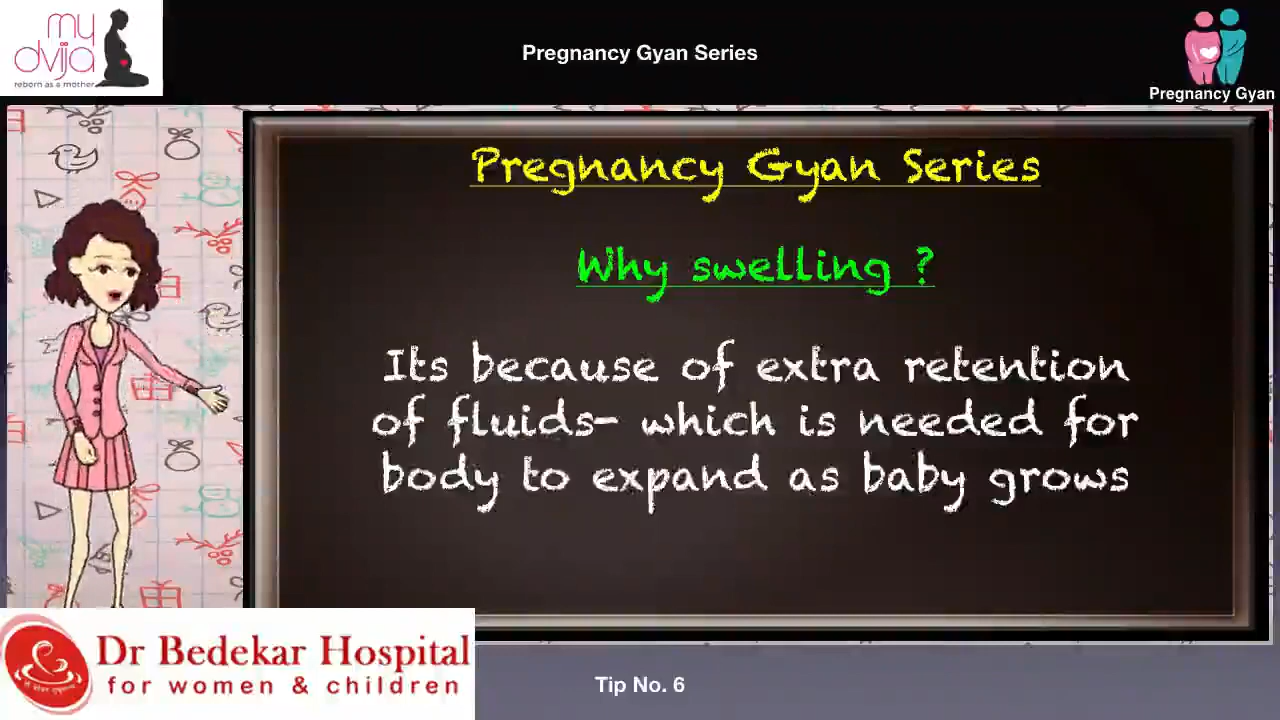 my
dvija
reborn as a mother
Pregnancy Gyan Series
Pregnancy Gyan
Pregnancy Gyan Series
Why swelling ?
Its because of extra retention
of fluids- which is needed for
body to expand as baby grows
Dr Bedekar Hospital
for women & children
Tip No. 6